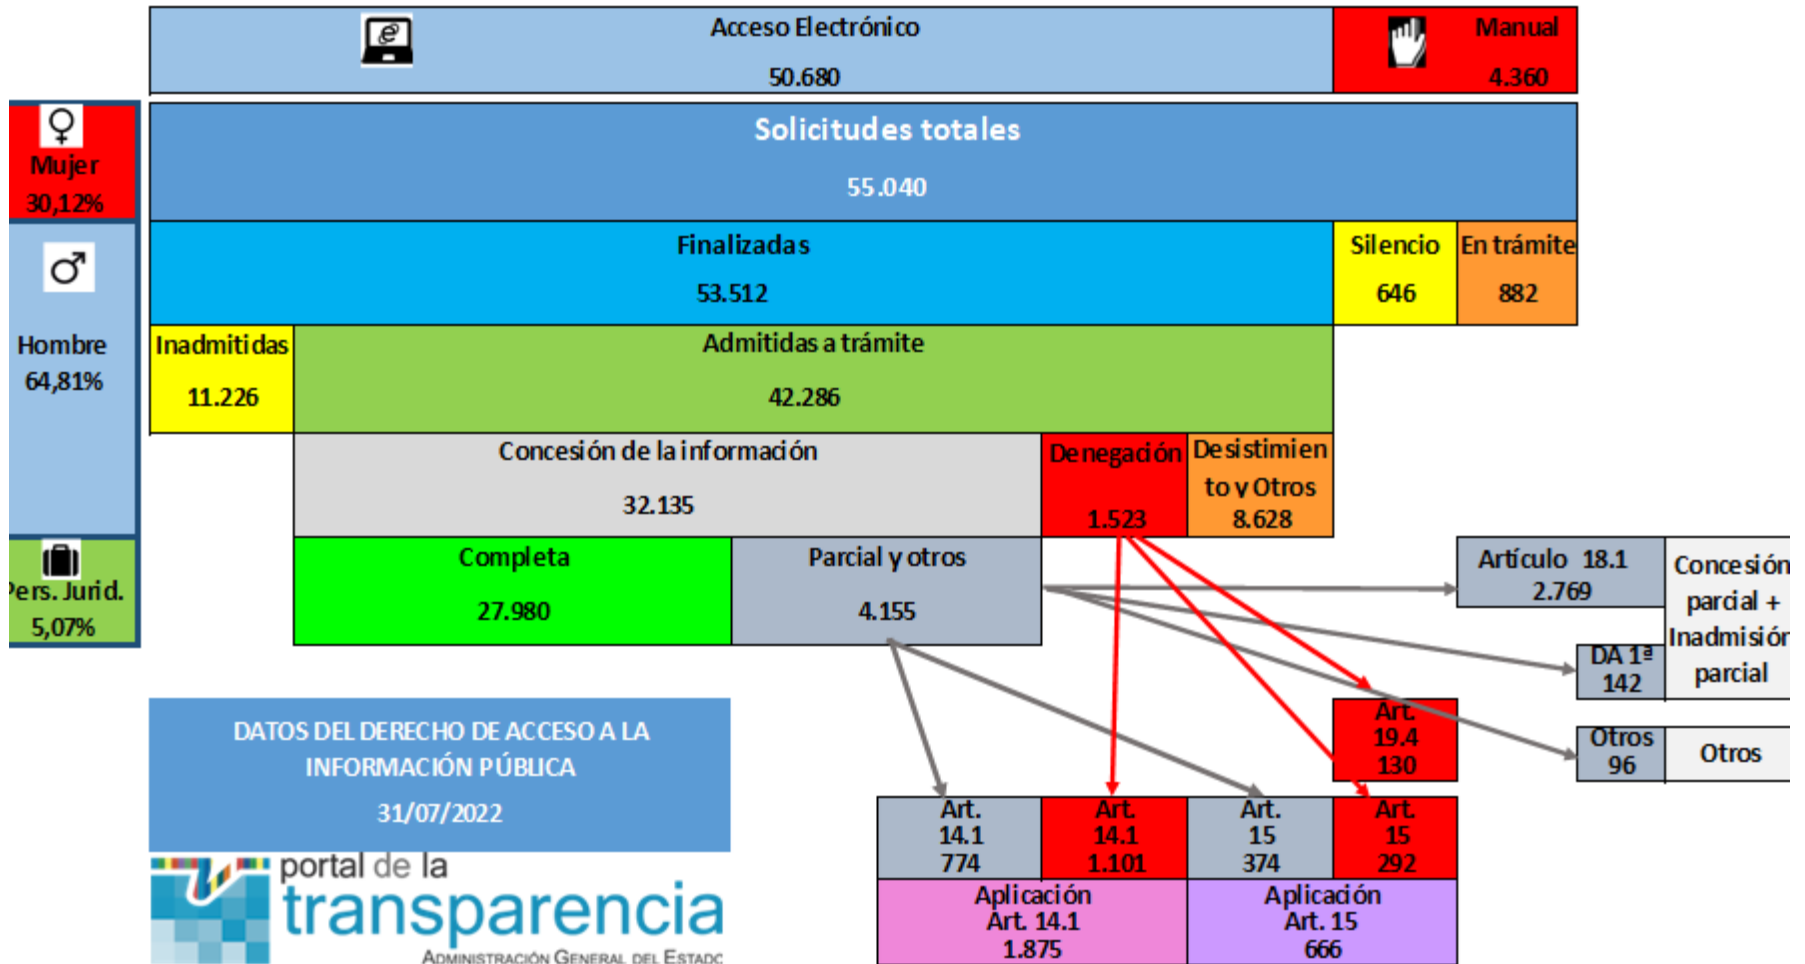 Acceso Electrónico
50.680
Manual
4.360
Mujer
30,12%
Hombre
64,81%
Pers. Jurid.
5,07%
Solicitudes totales
55.040
Finalizadas
53.512
Silencio
646
En trámite
882
Inadmitidas
11.226
Admitidas a trámite
42.286
Concesión de la información
32.135
Denegación
1.523
Desistimien
to y Otros
8.628
Completa
27.980
Parcial y otros
4.155
Artículo 18.1
2.769
Concesión
parcial +
Inadmisión
parcial
DA 1ª
142
Otros
96
Otros
Art.
19.4
130
Art.
14.1
774
Art.
14.1
1.101
Art.
15
374
Art.
15
292
Aplicación
Art. 14.1
1.875
Aplicación
Art. 15
666
DATOS DEL DERECHO DE ACCESO A LA
INFORMACIÓN PÚBLICA
31/07/2022
portal de la
transparencia
ADMINISTRACIÓN GENERAL DEL ESTADO